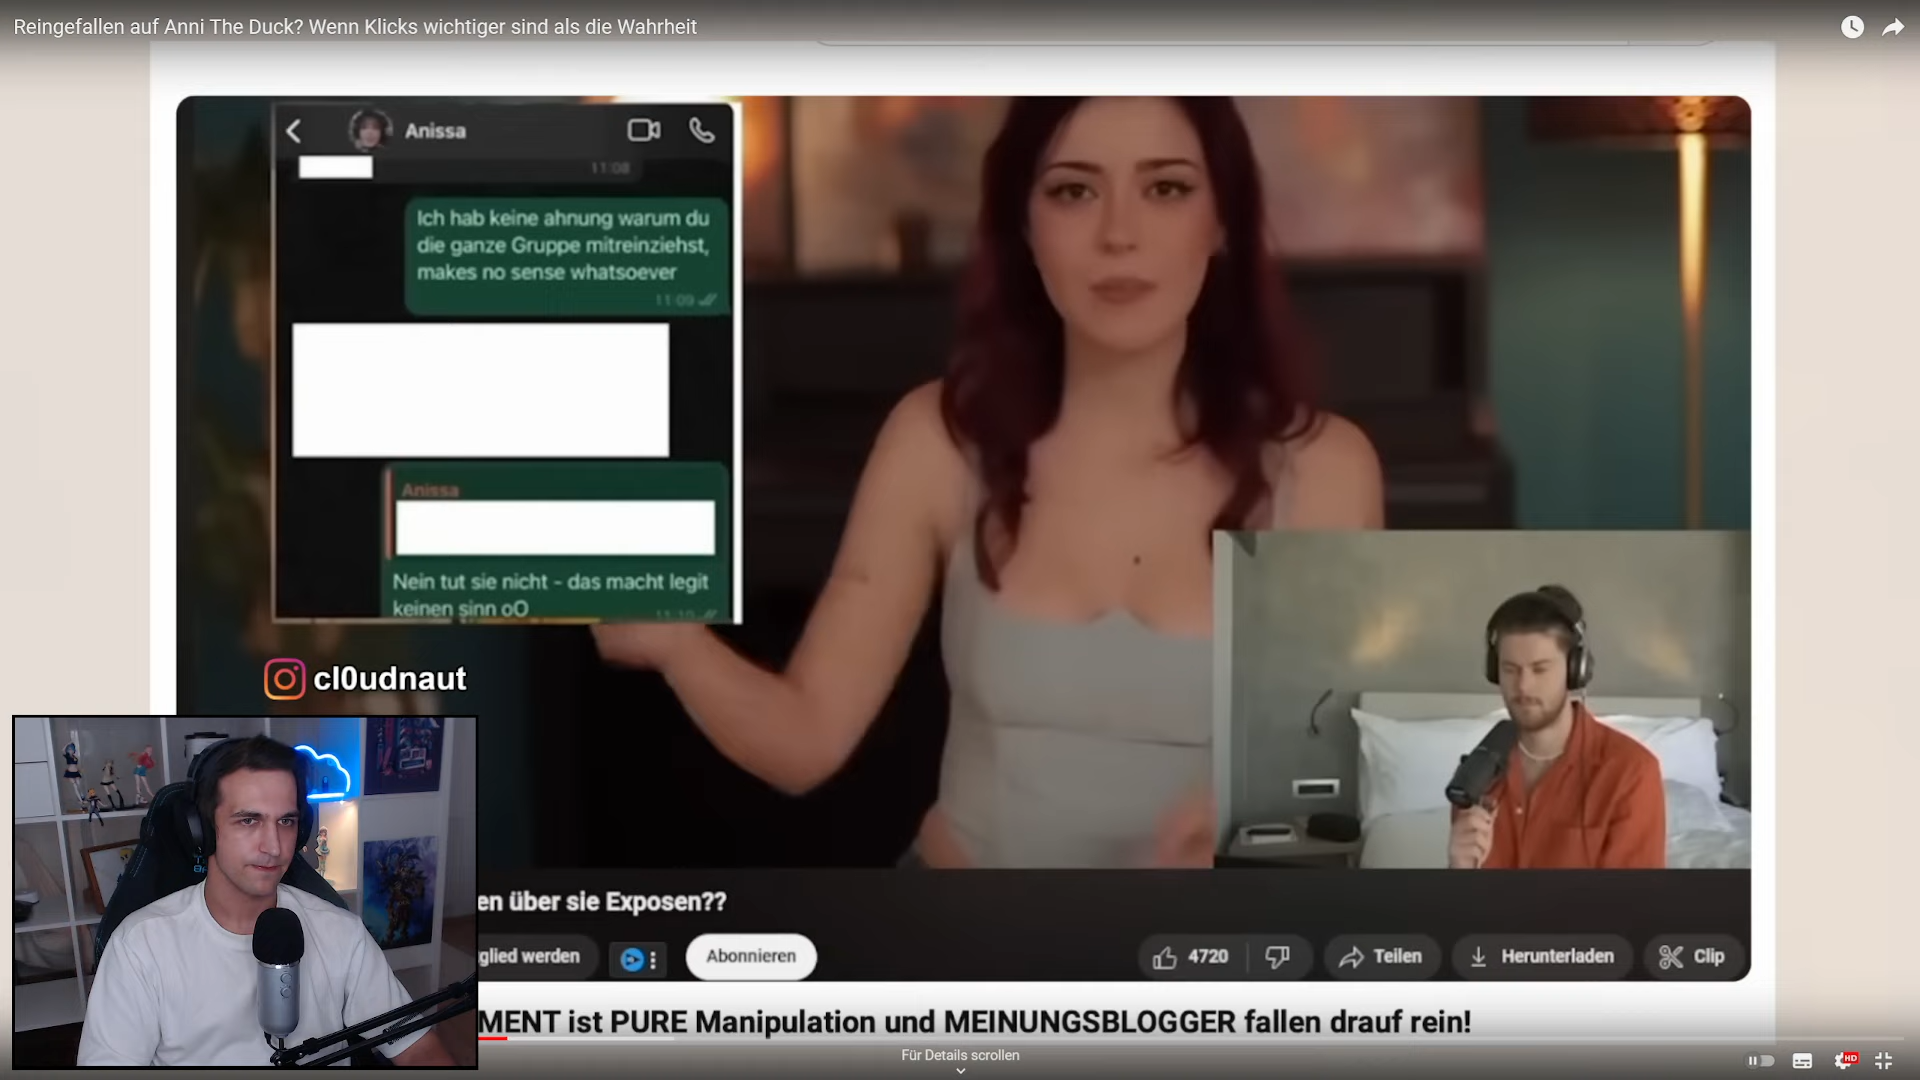 Reingefallen auf Anni The Duck? Wenn Klicks wichtiger sind als die Wahrheit
Anissa
11:08
Ich hab keine ahnung warum du
die ganze Gruppe mitreinziehst,
makes no sense whatsoever
11:09
Anissa
Nein tut sie nicht - das macht legit
keinen sinn oO
11:10
cl0udnaut
en über sie Exposen??
glied werden
Abonnieren
4720
Teilen
Herunterladen
Clip
MENT ist PURE Manipulation und MEINUNGSBLOGGER fallen drauf rein!
Für Details scrollen
HD